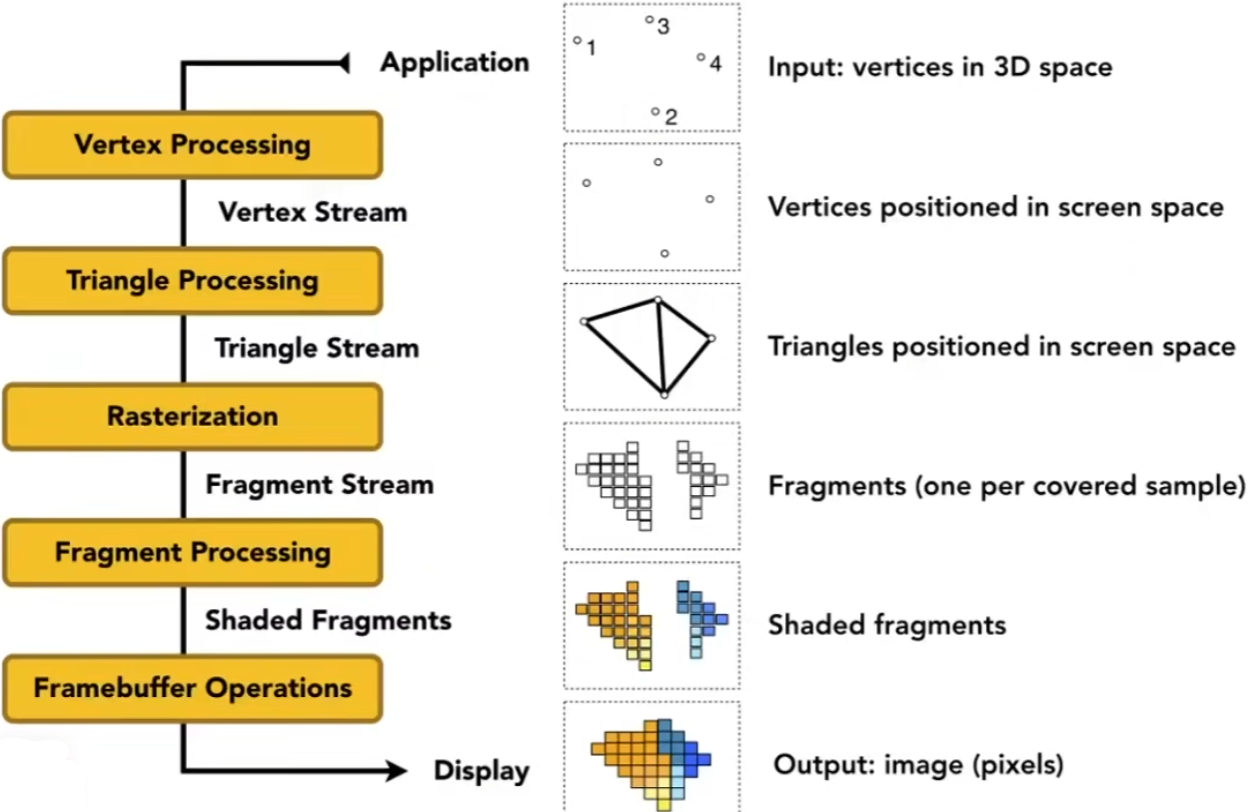 Application
3
1
4
2
Input: vertices in 3D space
Vertex Processing
Vertex Stream
Vertices positioned in screen space
Triangle Processing
Triangle Stream
Triangles positioned in screen space
Rasterization
Fragment Stream
Fragments (one per covered sample)
Fragment Processing
Shaded Fragments
Shaded fragments
Framebuffer Operations
Display
Output: image (pixels)